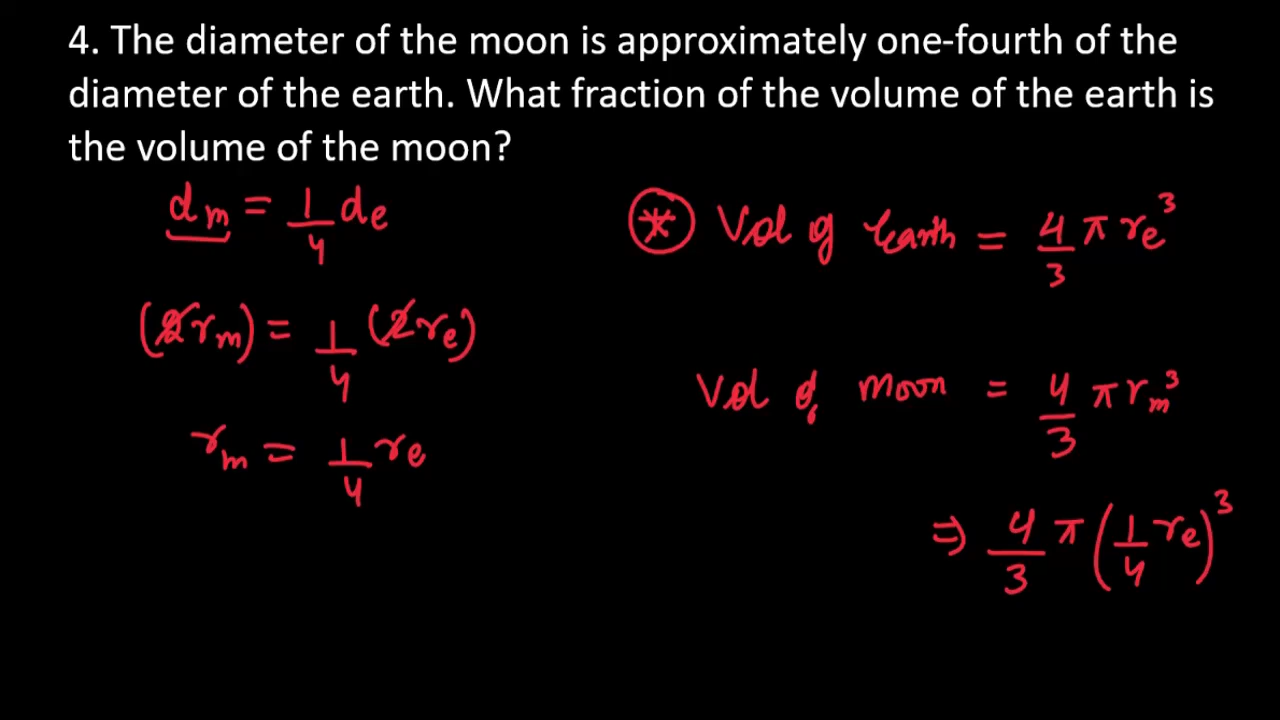 4. The diameter of the moon is approximately one-fourth of the
diameter of the earth. What fraction of the volume of the earth is
the volume of the moon?
dₘ = 1/4 dₑ
(2rₘ) = 1/4 (2rₑ)
rₘ = 1/4 rₑ
* Vol of Earth = 4/3 π rₑ³
Vol of moon = 4/3 π rₘ³
⇒ 4/3 π (1/4 rₑ)³